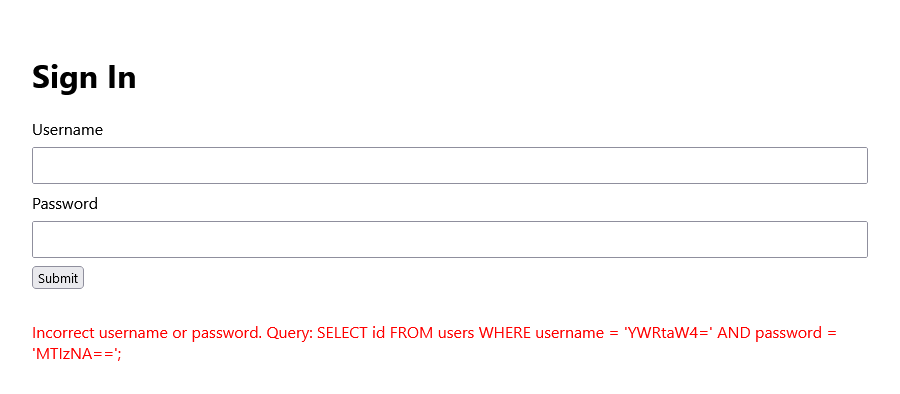 Sign In
Username
Password
Submit
Incorrect username or password. Query: SELECT id FROM users WHERE username = 'YWRtaW4=' AND password =
'MTIzNA==';